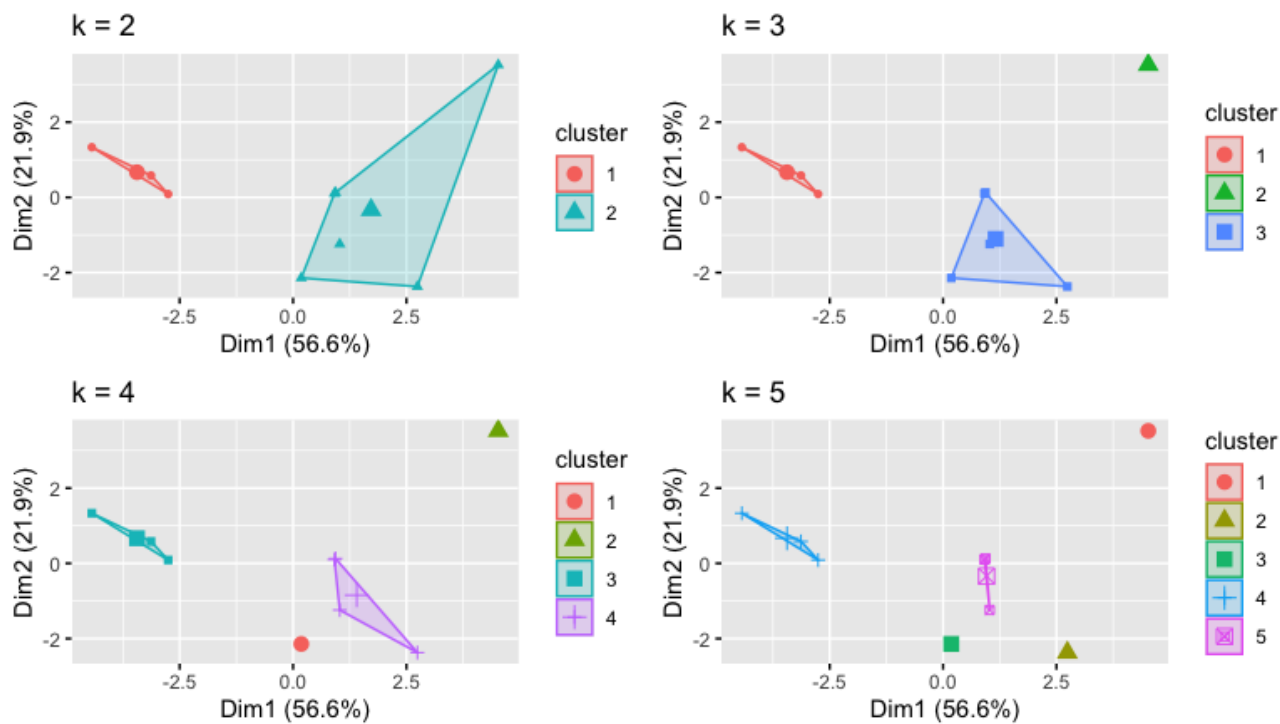 k = 2
Dim2 (21.9%)
2
0
-2
-2.5
0.0
2.5
Dim1 (56.6%)
cluster
1
2
k = 3
Dim2 (21.9%)
2
0
-2
-2.5
0.0
2.5
Dim1 (56.6%)
cluster
1
2
3
k = 4
Dim2 (21.9%)
2
0
-2
-2.5
0.0
2.5
Dim1 (56.6%)
cluster
1
2
3
4
k = 5
Dim2 (21.9%)
2
0
-2
-2.5
0.0
2.5
Dim1 (56.6%)
cluster
1
2
3
4
5